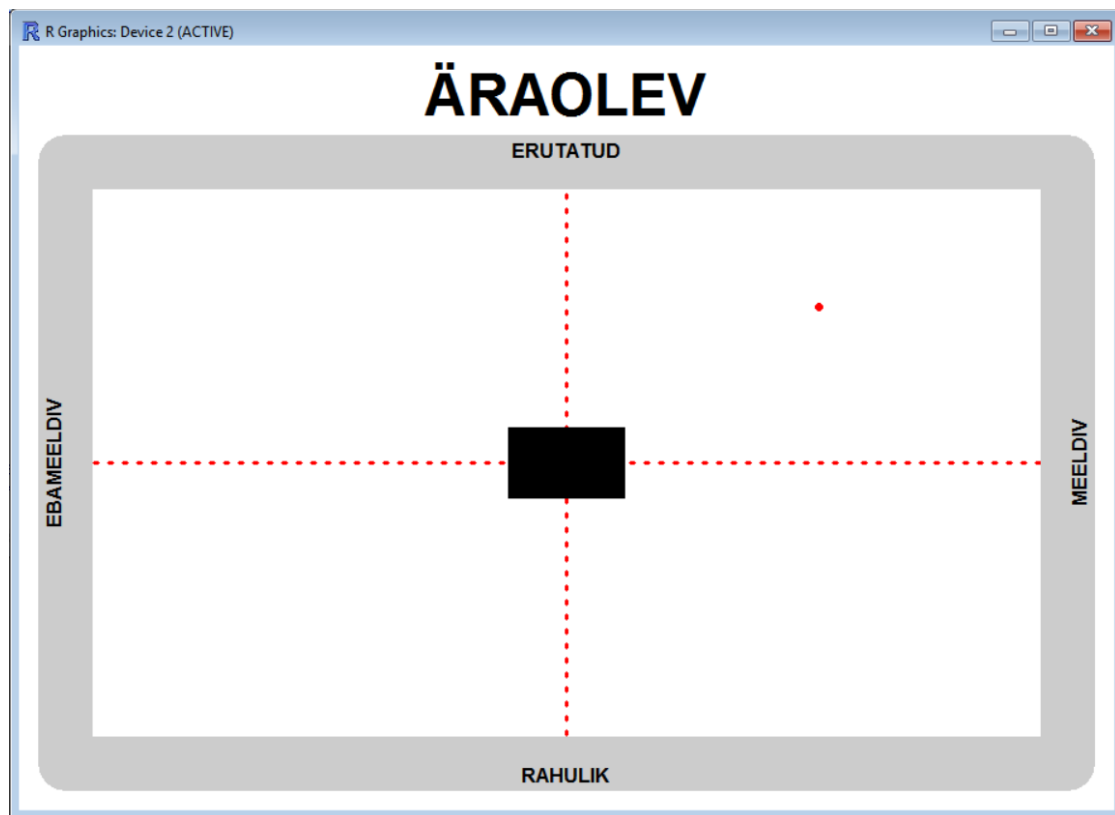 R Graphics: Device 2 (ACTIVE)
ÄRAOLEV
ERUTATUD
EBAMEELDIV
MEELDIV
RAHULIK